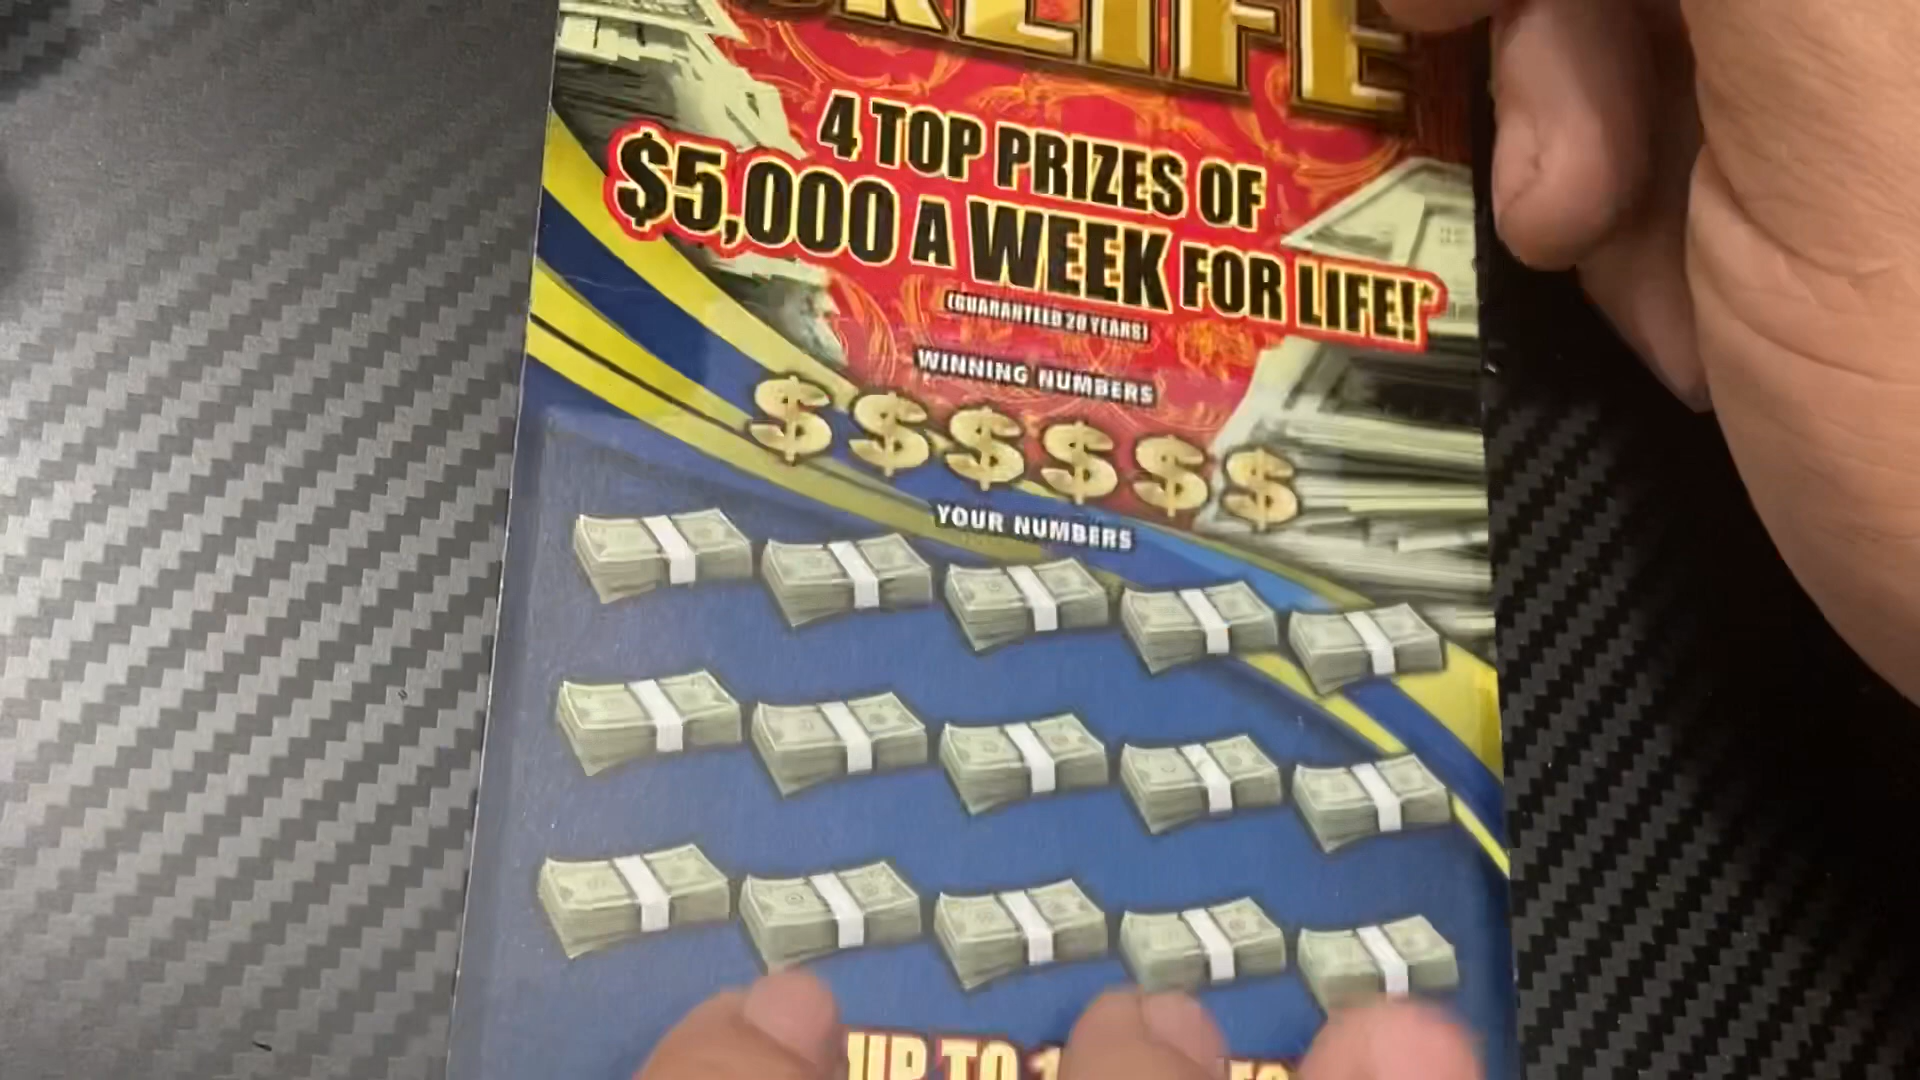 LIFE
4 TOP PRIZES OF
$5,000 A WEEK FOR LIFE!*
(GUARANTEED 20 YEARS)
WINNING NUMBERS
$ $ $ $ $ $
YOUR NUMBERS
UP TO